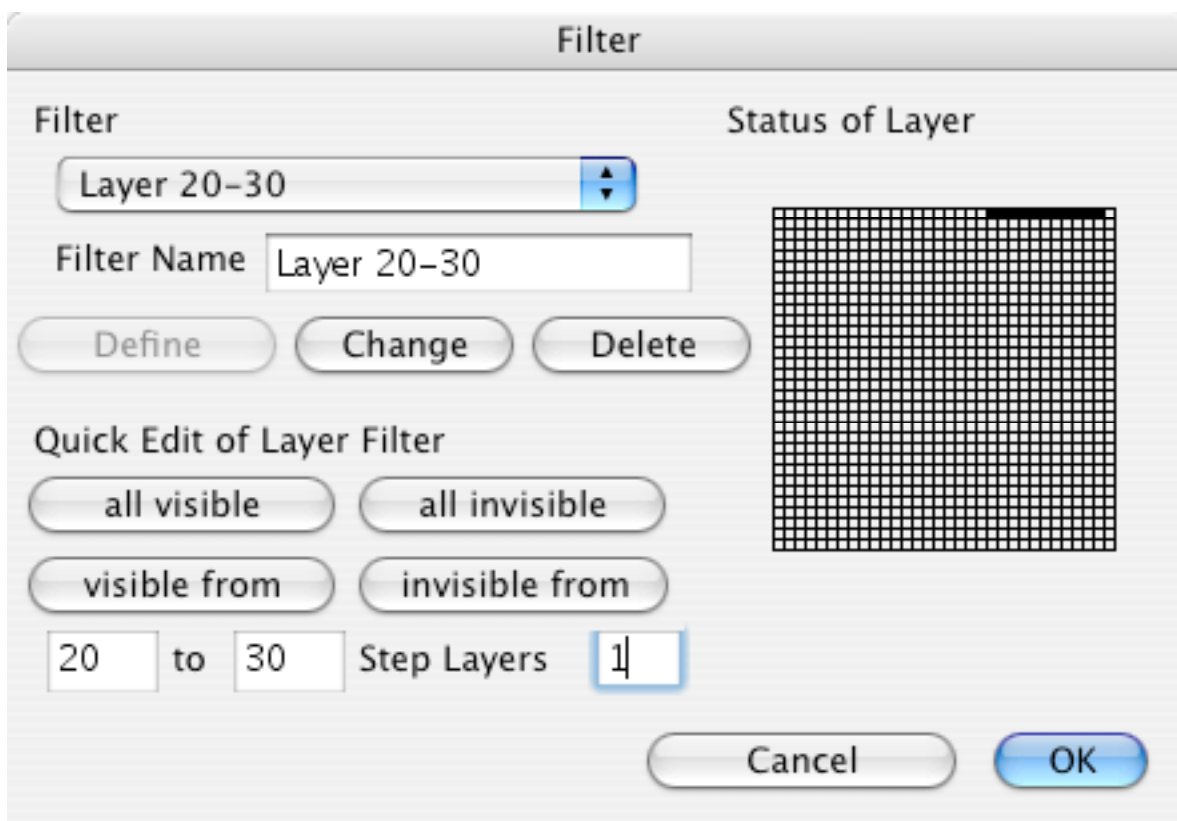 Filter
Filter
Status of Layer
Layer 20–30
Filter Name Layer 20–30
Define Change Delete
Quick Edit of Layer Filter
all visible all invisible
visible from invisible from
20 to 30 Step Layers 1
Cancel OK